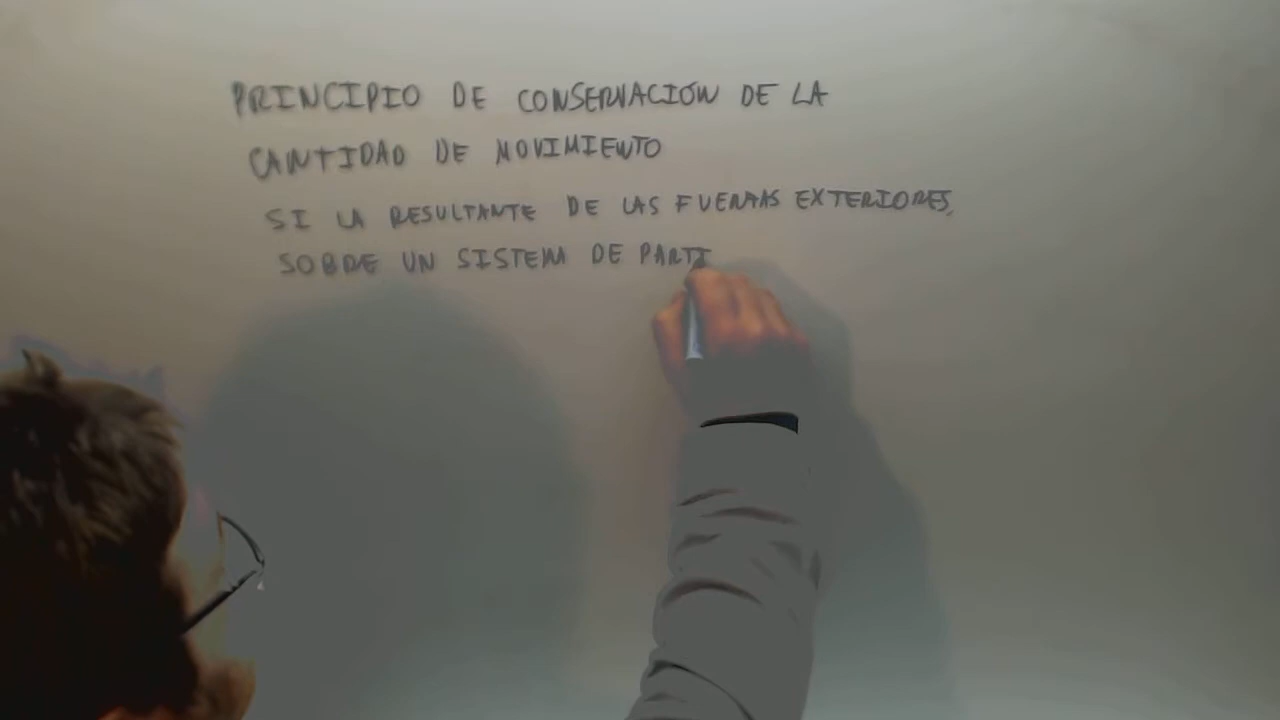 PRINCIPIO DE CONSERVACION DE LA
CANTIDAD DE MOVIMIENTO
SI LA RESULTANTE DE LAS FUERZAS EXTERIORES,
SOBRE UN SISTEMA DE PARTI